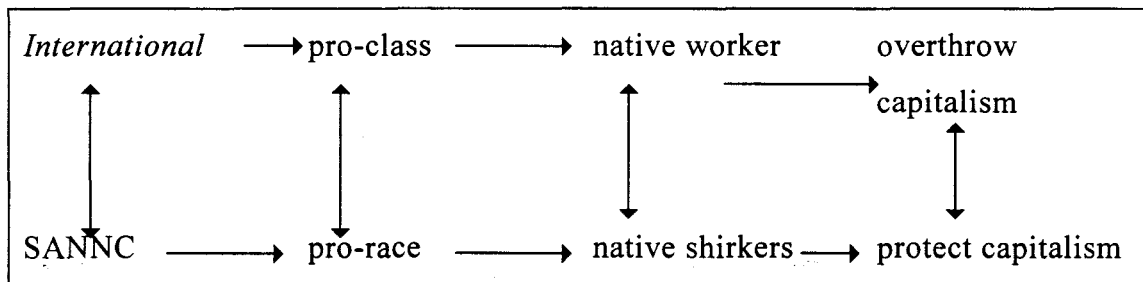 International pro-class native worker overthrow
capitalism
SANNC pro-race native shirkers protect capitalism